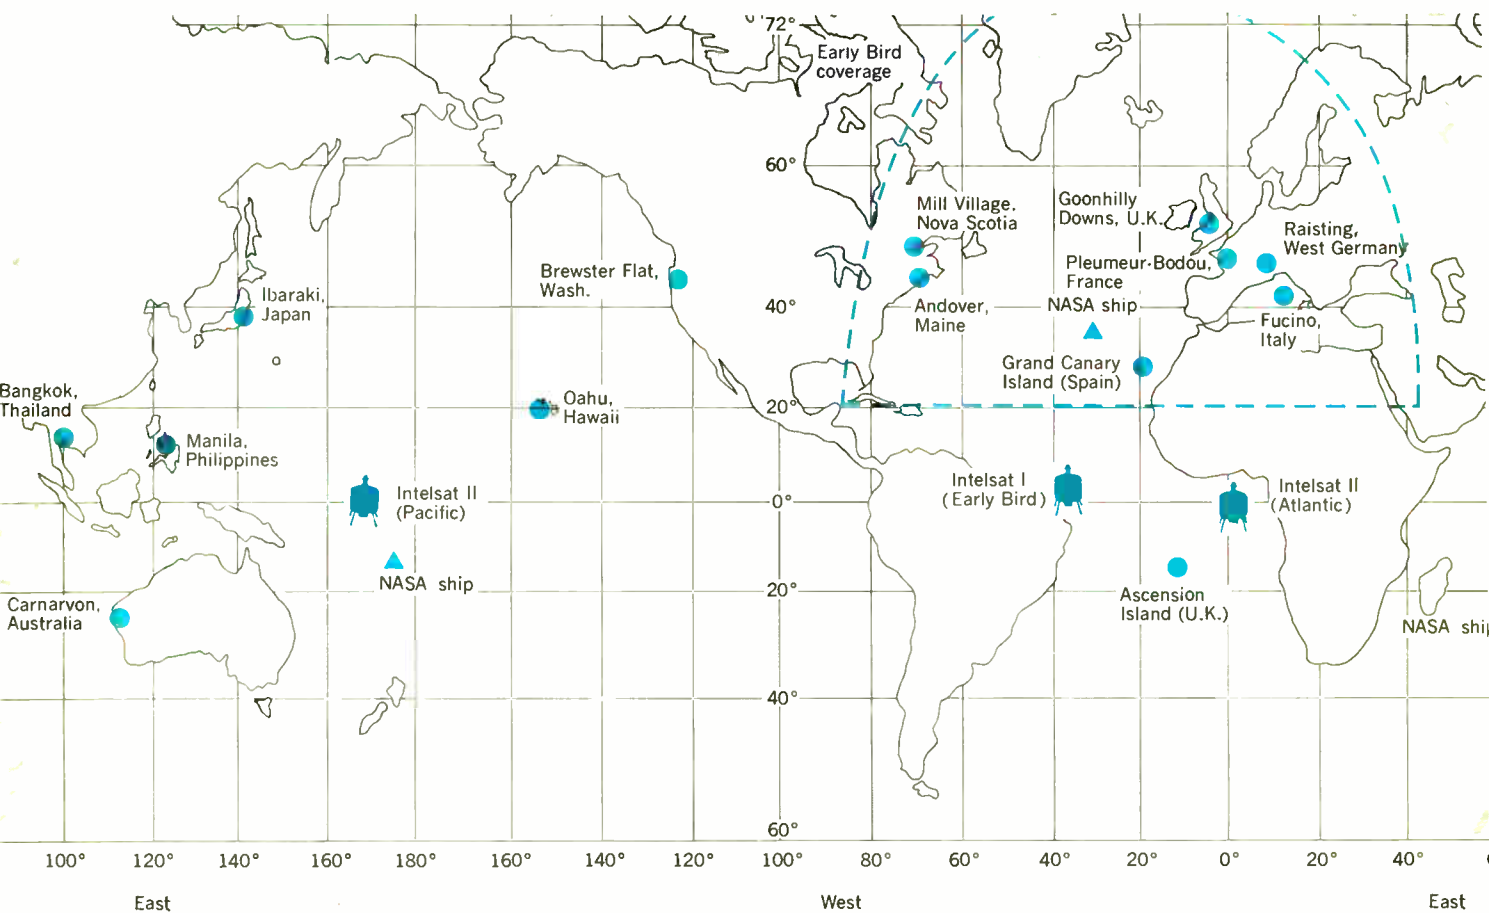 72°
Early Bird
coverage
60°
Mill Village,
Nova Scotia
Goonhilly
Downs, U.K.
Raisting,
West Germany
Pleumeur-Bodou,
France
Brewster Flat,
Wash.
Ibaraki,
Japan
40°
Andover,
Maine
NASA ship
Fucino,
Italy
Grand Canary
Island (Spain)
Bangkok,
Thailand
Oahu,
Hawaii
20°
Manila,
Philippines
Intelsat II
(Pacific)
0°
Intelsat I
(Early Bird)
Intelsat II
(Atlantic)
NASA ship
20°
Ascension
Island (U.K.)
Carnarvon,
Australia
NASA ship
40°
60°
100° 120° 140° 160° 180° 160° 140° 120° 100° 80° 60° 40° 20° 0° 20° 40°
East West East